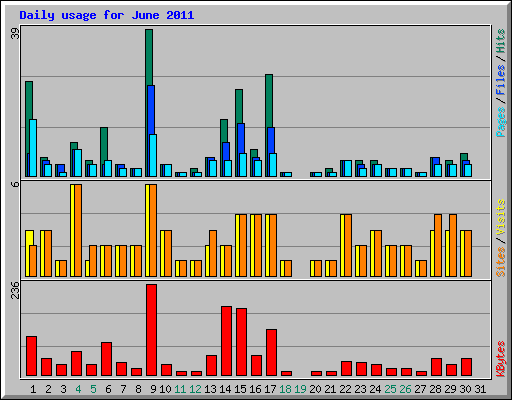 Daily usage for June 2011
39
Pages / Files / Hits
6
Sites / Visits
236
KBytes
1 2 3 4 5 6 7 8 9 10 11 12 13 14 15 16 17 18 19 20 21 22 23 24 25 26 27 28 29 30 31